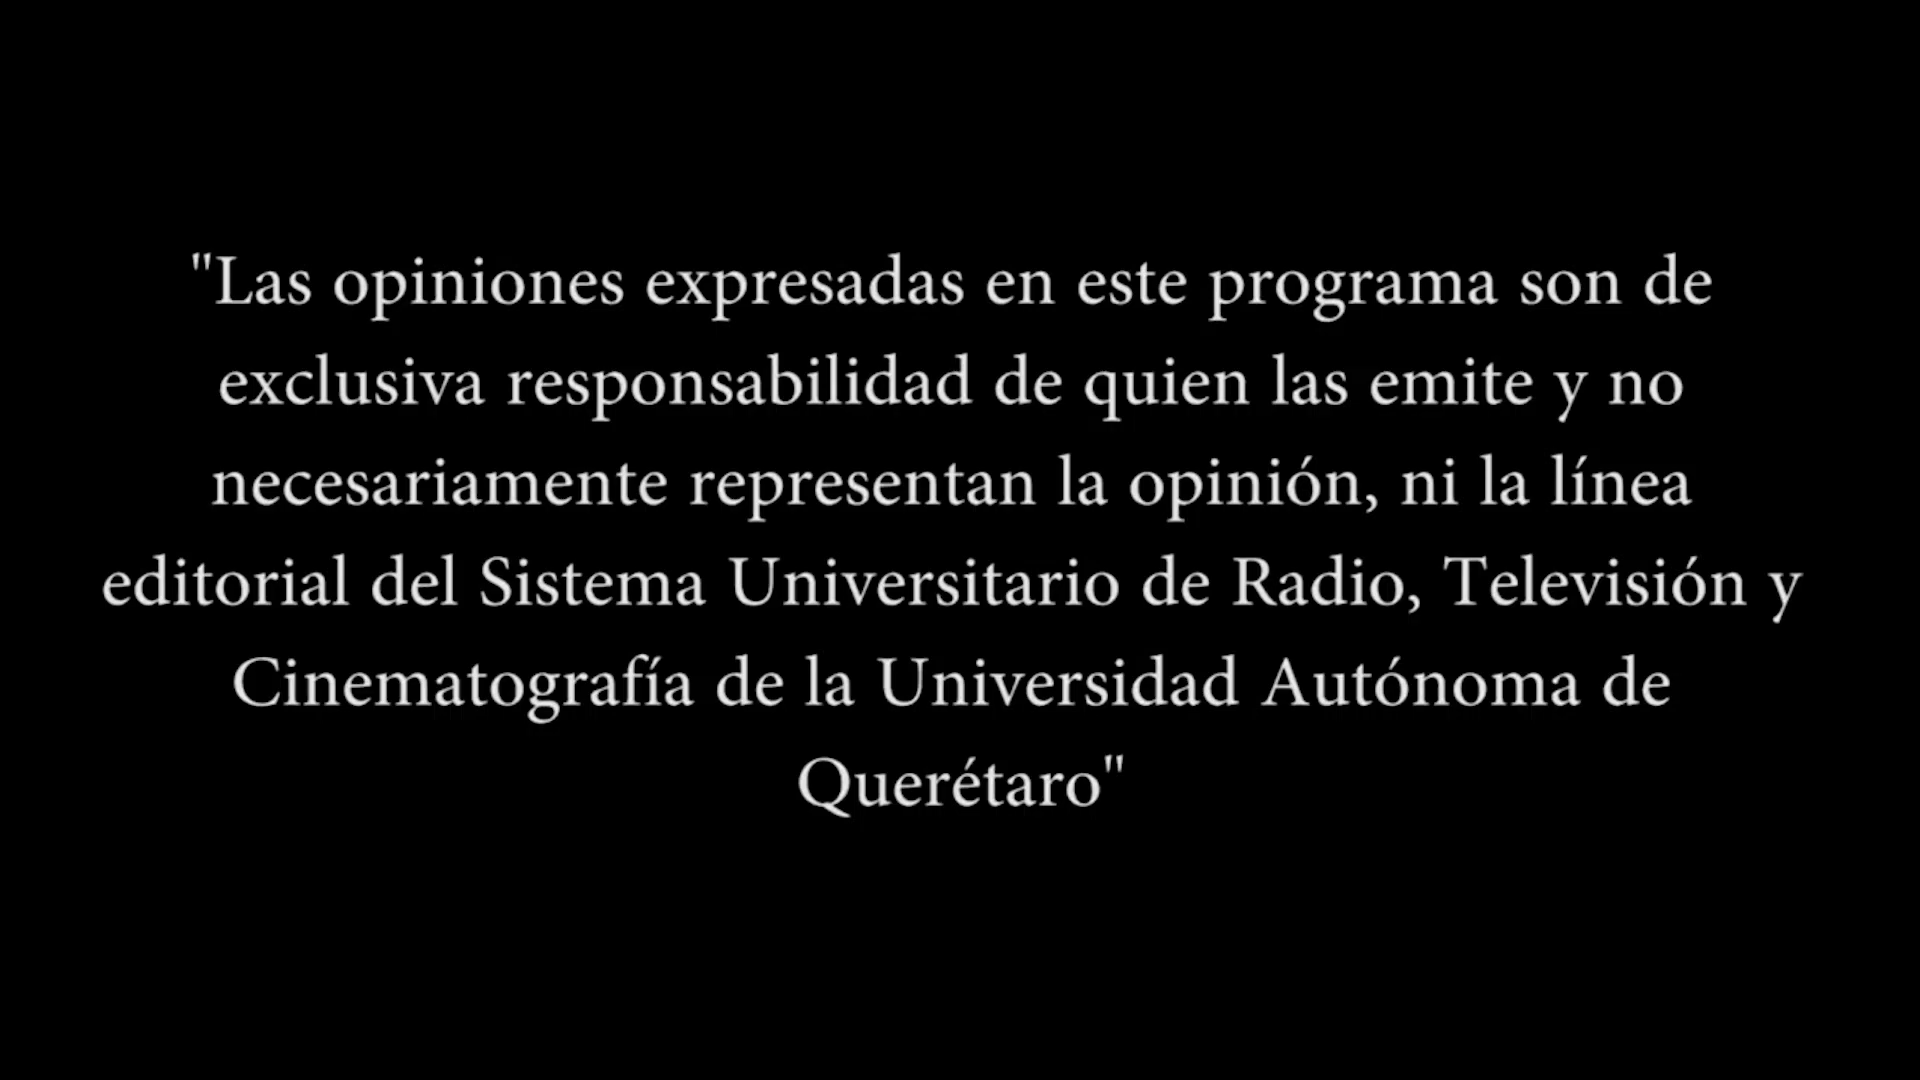 "Las opiniones expresadas en este programa son de
exclusiva responsabilidad de quien las emite y no
necesariamente representan la opinión, ni la línea
editorial del Sistema Universitario de Radio, Televisión y
Cinematografía de la Universidad Autónoma de
Querétaro"